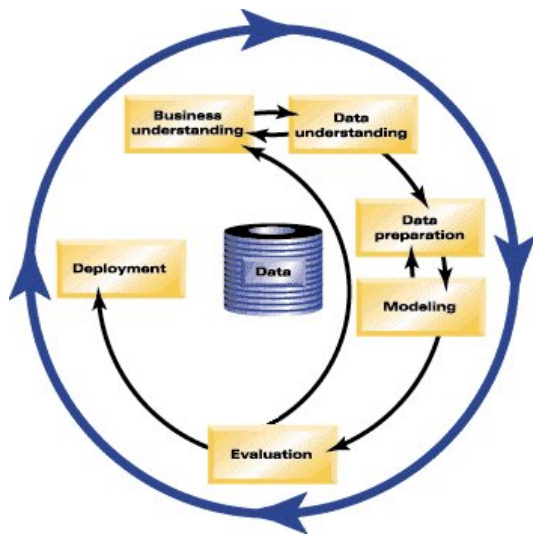 Business
understanding
Data
understanding
Data
preparation
Deployment
Data
Modeling
Evaluation